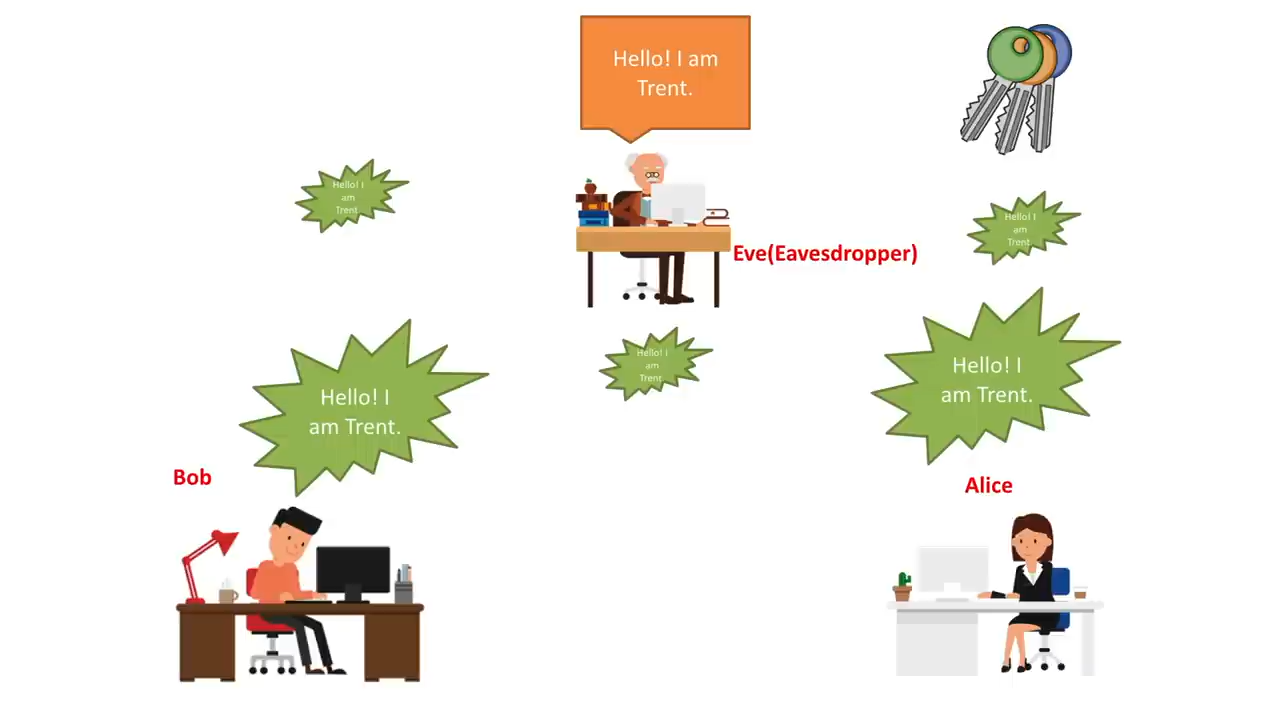 Hello! I am
Trent.
Hello! I
am
Trent.
Hello! I
am
Trent
Eve(Eavesdropper)
Hello! I
am
Trent
Hello! I
am Trent.
Hello! I
am Trent.
Bob
Alice